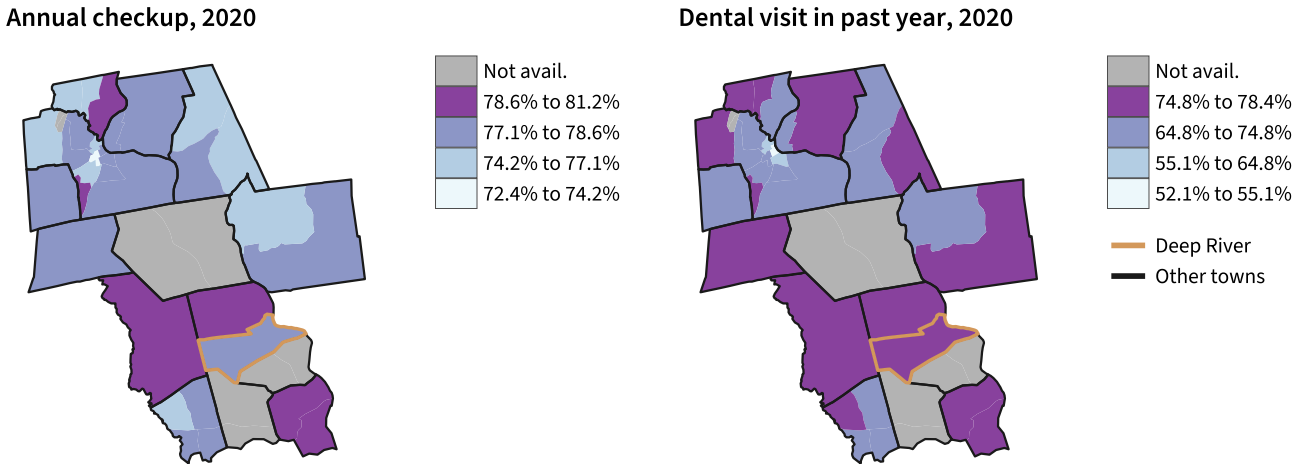 Annual checkup, 2020
Not avail.
78.6% to 81.2%
77.1% to 78.6%
74.2% to 77.1%
72.4% to 74.2%
Dental visit in past year, 2020
Not avail.
74.8% to 78.4%
64.8% to 74.8%
55.1% to 64.8%
52.1% to 55.1%
Deep River
Other towns